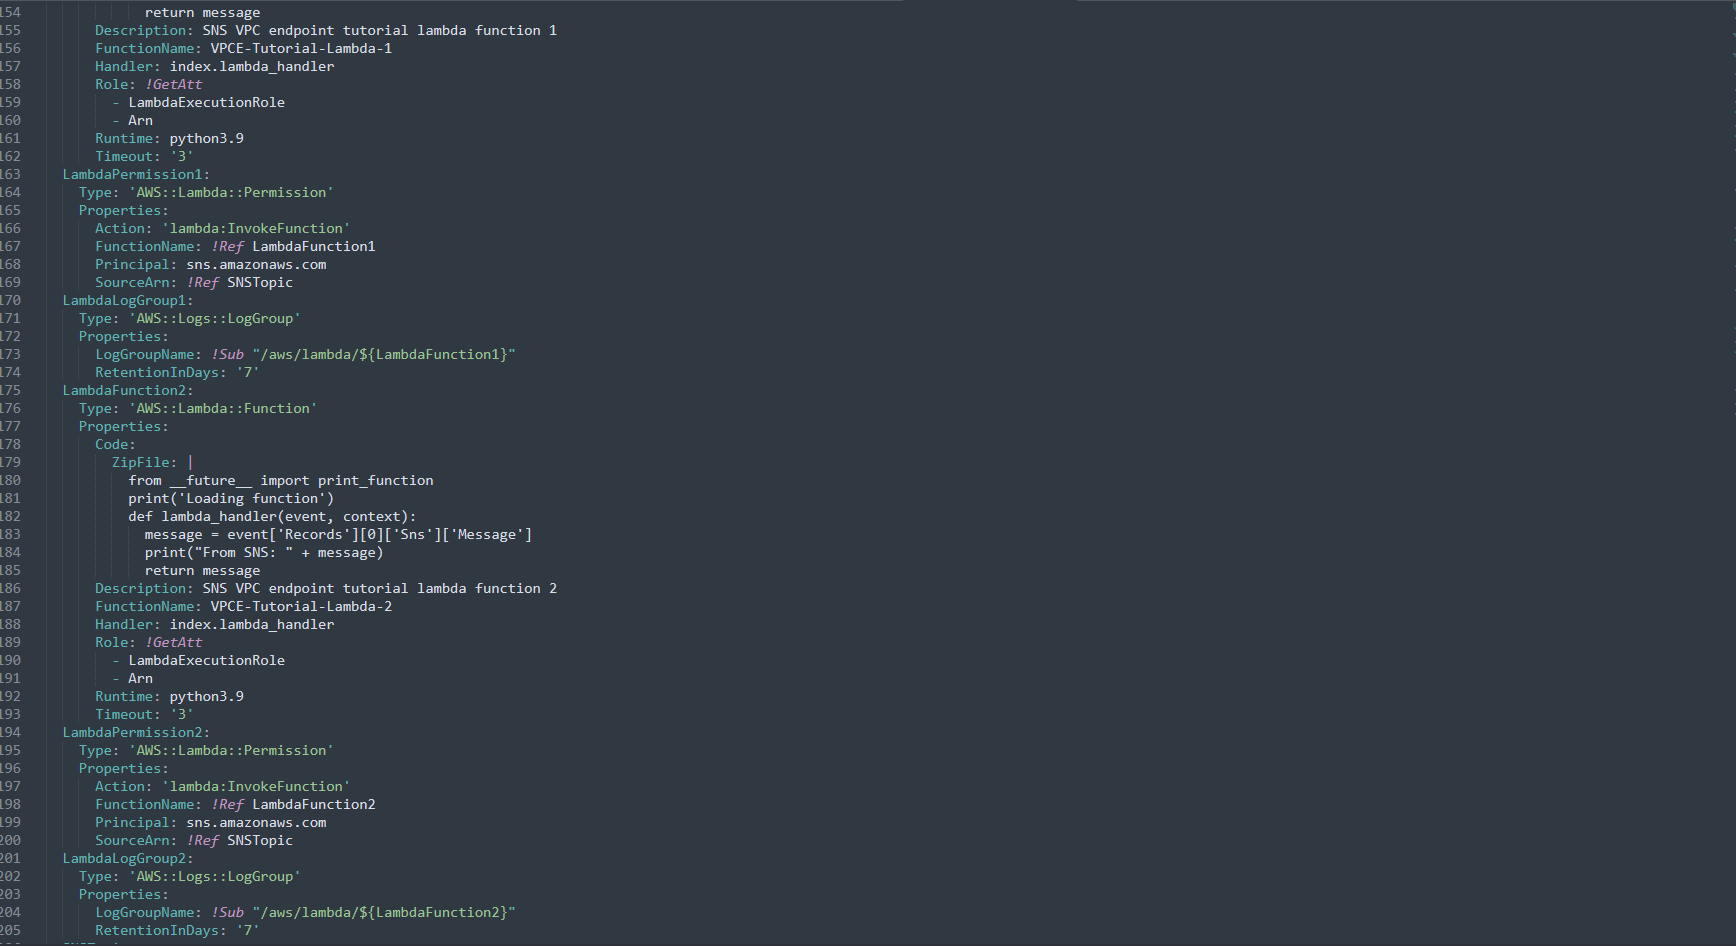 154 return message
155 Description: SNS VPC endpoint tutorial lambda function 1
156 FunctionName: VPCE-Tutorial-Lambda-1
157 Handler: index.lambda_handler
158 Role: !GetAtt
159 - LambdaExecutionRole
160 - Arn
161 Runtime: python3.9
162 Timeout: '3'
163 LambdaPermission1:
164 Type: 'AWS::Lambda::Permission'
165 Properties:
166 Action: 'lambda:InvokeFunction'
167 FunctionName: !Ref LambdaFunction1
168 Principal: sns.amazonaws.com
169 SourceArn: !Ref SNSTopic
170 LambdaLogGroup1:
171 Type: 'AWS::Logs::LogGroup'
172 Properties:
173 LogGroupName: !Sub "/aws/lambda/${LambdaFunction1}"
174 RetentionInDays: '7'
175 LambdaFunction2:
176 Type: 'AWS::Lambda::Function'
177 Properties:
178 Code:
179 ZipFile: |
180 from __future__ import print_function
181 print('Loading function')
182 def lambda_handler(event, context):
183 message = event['Records'][0]['Sns']['Message']
184 print("From SNS: " + message)
185 return message
186 Description: SNS VPC endpoint tutorial lambda function 2
187 FunctionName: VPCE-Tutorial-Lambda-2
188 Handler: index.lambda_handler
189 Role: !GetAtt
190 - LambdaExecutionRole
191 - Arn
192 Runtime: python3.9
193 Timeout: '3'
194 LambdaPermission2:
195 Type: 'AWS::Lambda::Permission'
196 Properties:
197 Action: 'lambda:InvokeFunction'
198 FunctionName: !Ref LambdaFunction2
199 Principal: sns.amazonaws.com
200 SourceArn: !Ref SNSTopic
201 LambdaLogGroup2:
202 Type: 'AWS::Logs::LogGroup'
203 Properties:
204 LogGroupName: !Sub "/aws/lambda/${LambdaFunction2}"
205 RetentionInDays: '7'